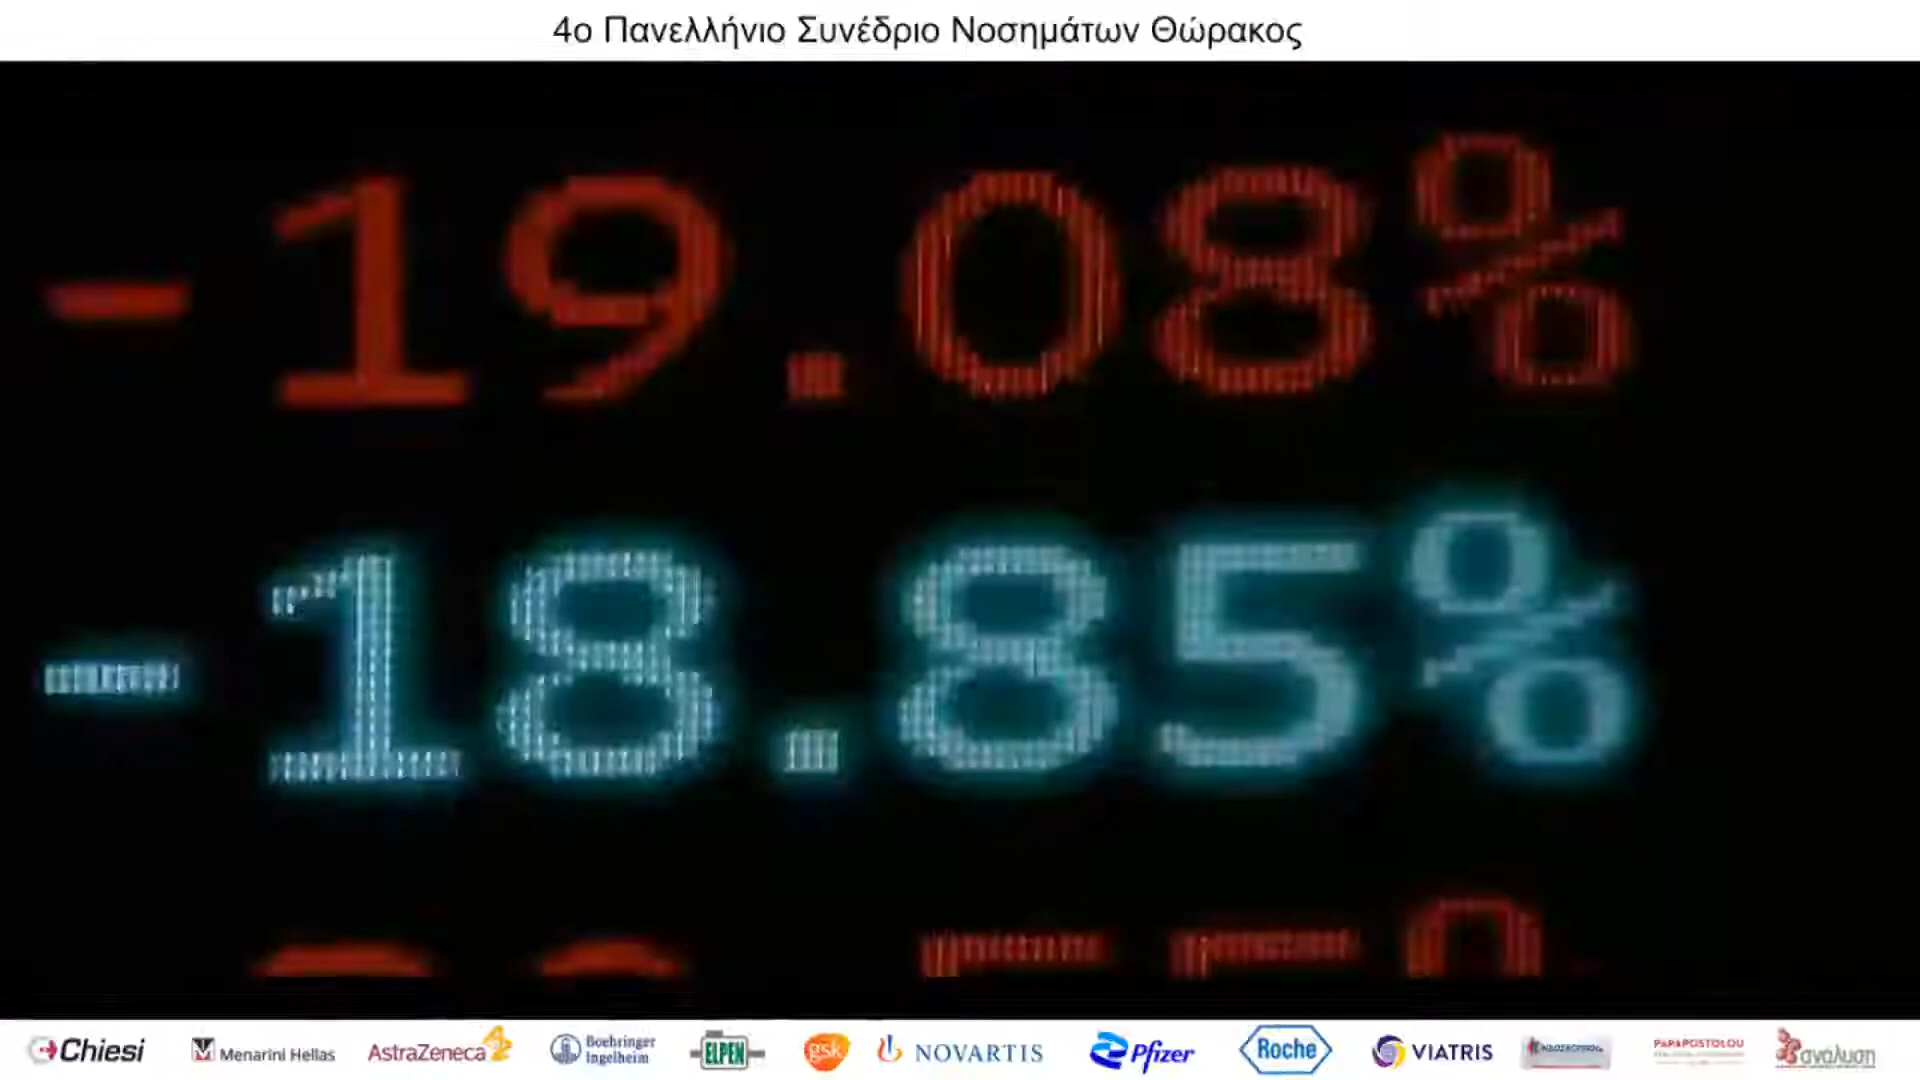 4ο Πανελλήνιο Συνέδριο Νοσημάτων Θώρακος
-19.08%
-18.85%
Chiesi
Menarini Hellas
AstraZeneca
Boehringer
Ingelheim
ELPEN
gsk
NOVARTIS
Pfizer
Roche
VIATRIS
PAPAPOSTOLOU
ανάλυση